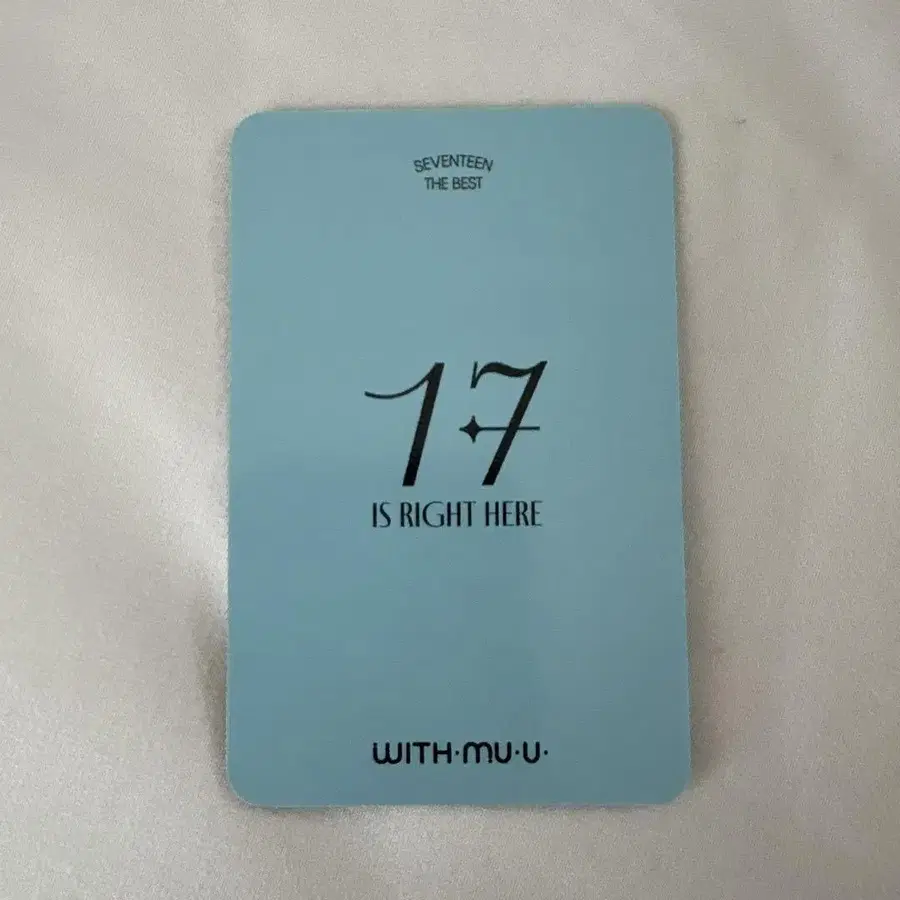 SEVENTEEN
THE BEST
17
IS RIGHT HERE
WITH·MU·U·